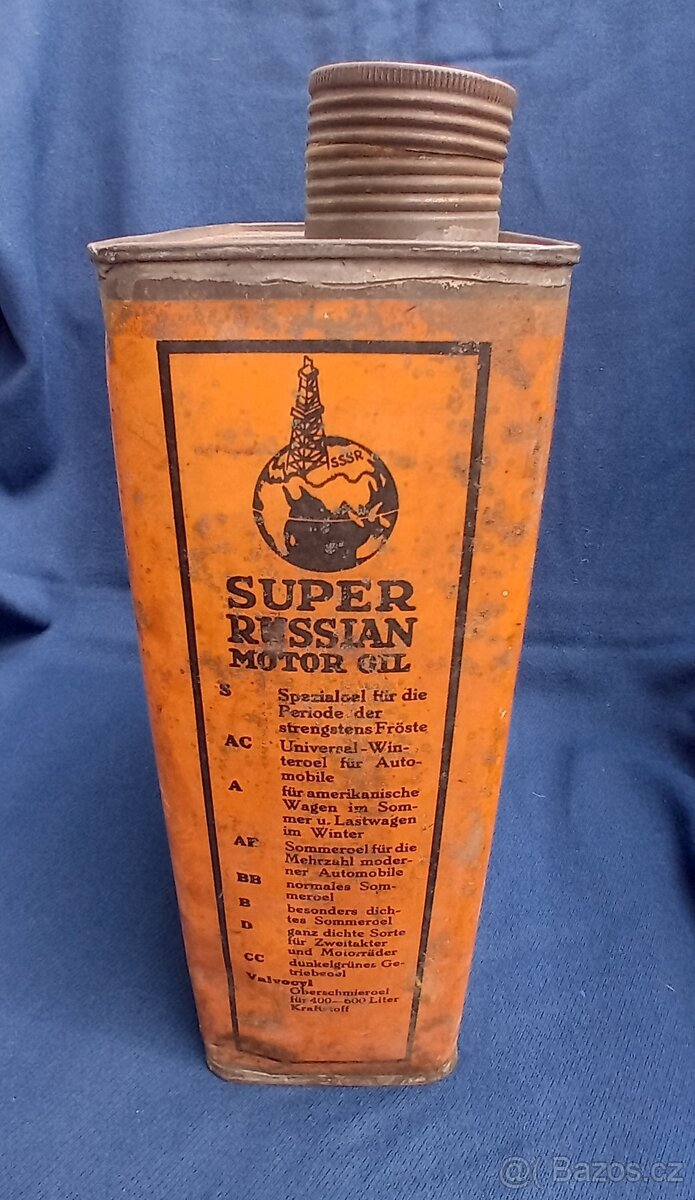 SSSR
SUPER
RUSSIAN
MOTOR OIL
S Spezialoel für die
Periode der
strengstens Fröste
AC Universal-Win-
teroel für Auto-
mobile
A für amerikanische
Wagen im Som-
mer u. Lastwagen
im Winter
AF Sommeroel für die
Mehrzahl moder-
ner Automobile
BB normales Som-
meroel
B besonders dich-
tes Sommeroel
D ganz dichte Sorte
für Zweitakter
und Motorräder
CC dunkelgrünes Ge-
triebeoel
Valvocyl
Oberschmieroel
für 400—600 Liter
Kraftstoff
@( Bazos.cz